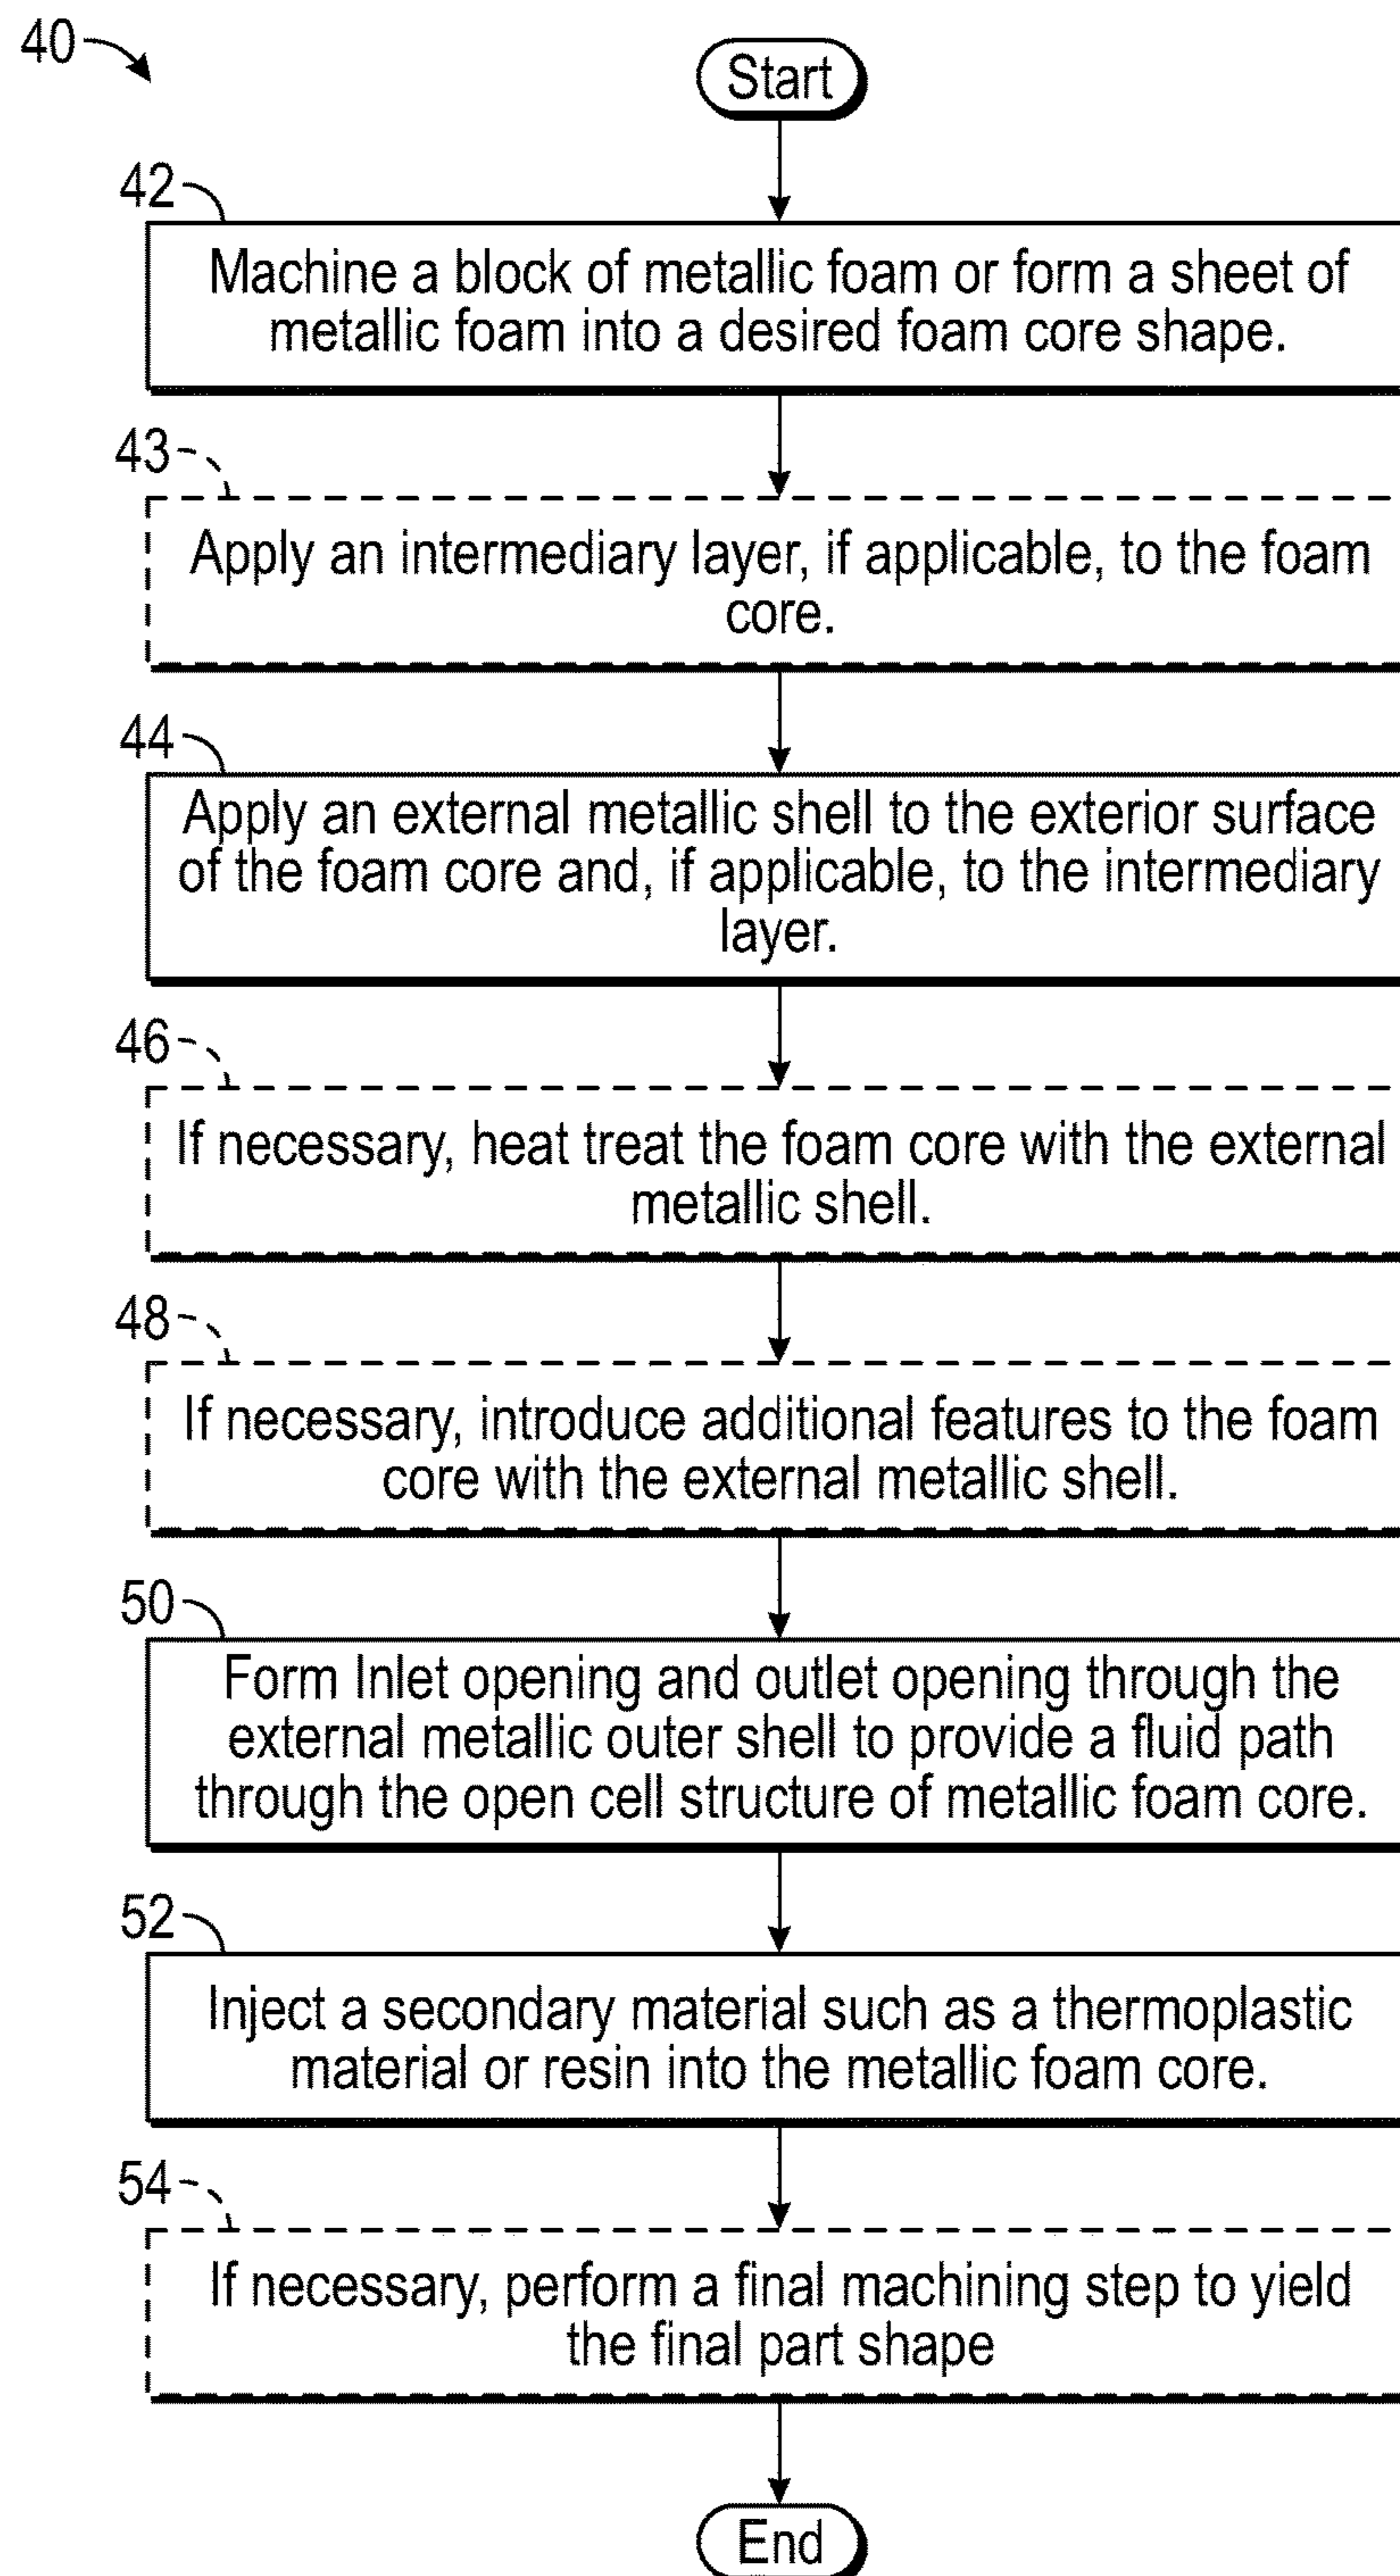 40
Start
42
Machine a block of metallic foam or form a sheet of
metallic foam into a desired foam core shape.
43
Apply an intermediary layer, if applicable, to the foam
core.
44
Apply an external metallic shell to the exterior surface
of the foam core and, if applicable, to the intermediary
layer.
46
If necessary, heat treat the foam core with the external
metallic shell.
48
If necessary, introduce additional features to the foam
core with the external metallic shell.
50
Form Inlet opening and outlet opening through the
external metallic outer shell to provide a fluid path
through the open cell structure of metallic foam core.
52
Inject a secondary material such as a thermoplastic
material or resin into the metallic foam core.
54
If necessary, perform a final machining step to yield
the final part shape
End